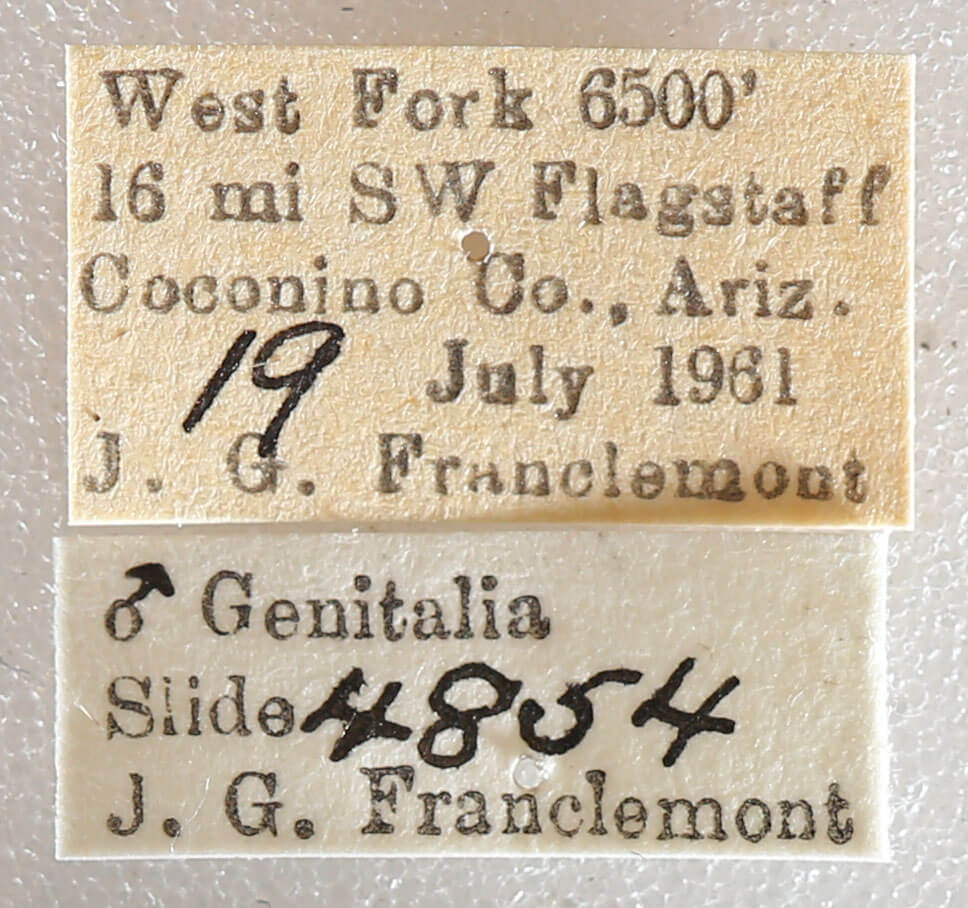 West Fork 6500'
16 mi SW Flagstaff
Coconino Co., Ariz.
19 July 1961
J. G. Franclemont
♂ Genitalia
Slide 4854
J. G. Franclemont